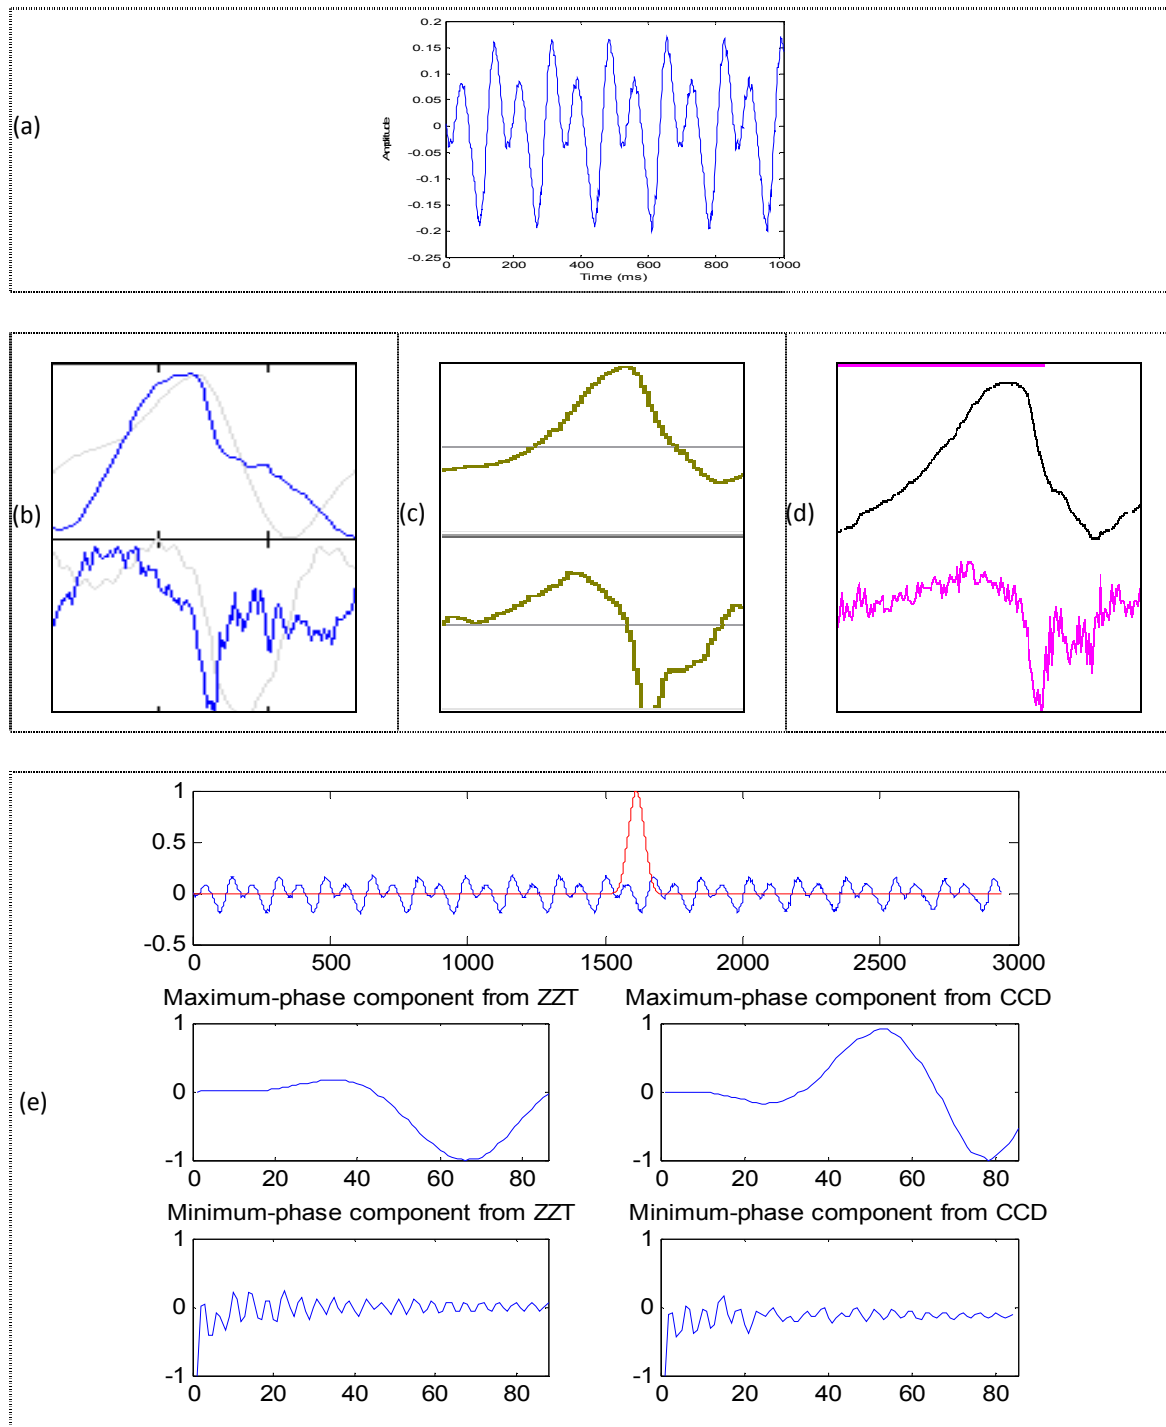 (a)
0.2
0.15
0.1
0.05
0
-0.05
-0.1
-0.15
-0.2
-0.25
Amplitude
0 200 400 600 800 1000
Time (ms)
(b) (c) (d)
(e)
1
0.5
0
-0.5
0 500 1000 1500 2000 2500 3000
Maximum-phase component from ZZT Maximum-phase component from CCD
1 1
0 0
-1 -1
0 20 40 60 80 0 20 40 60 80
Minimum-phase component from ZZT Minimum-phase component from CCD
1 1
0 0
-1 -1
0 20 40 60 80 0 20 40 60 80